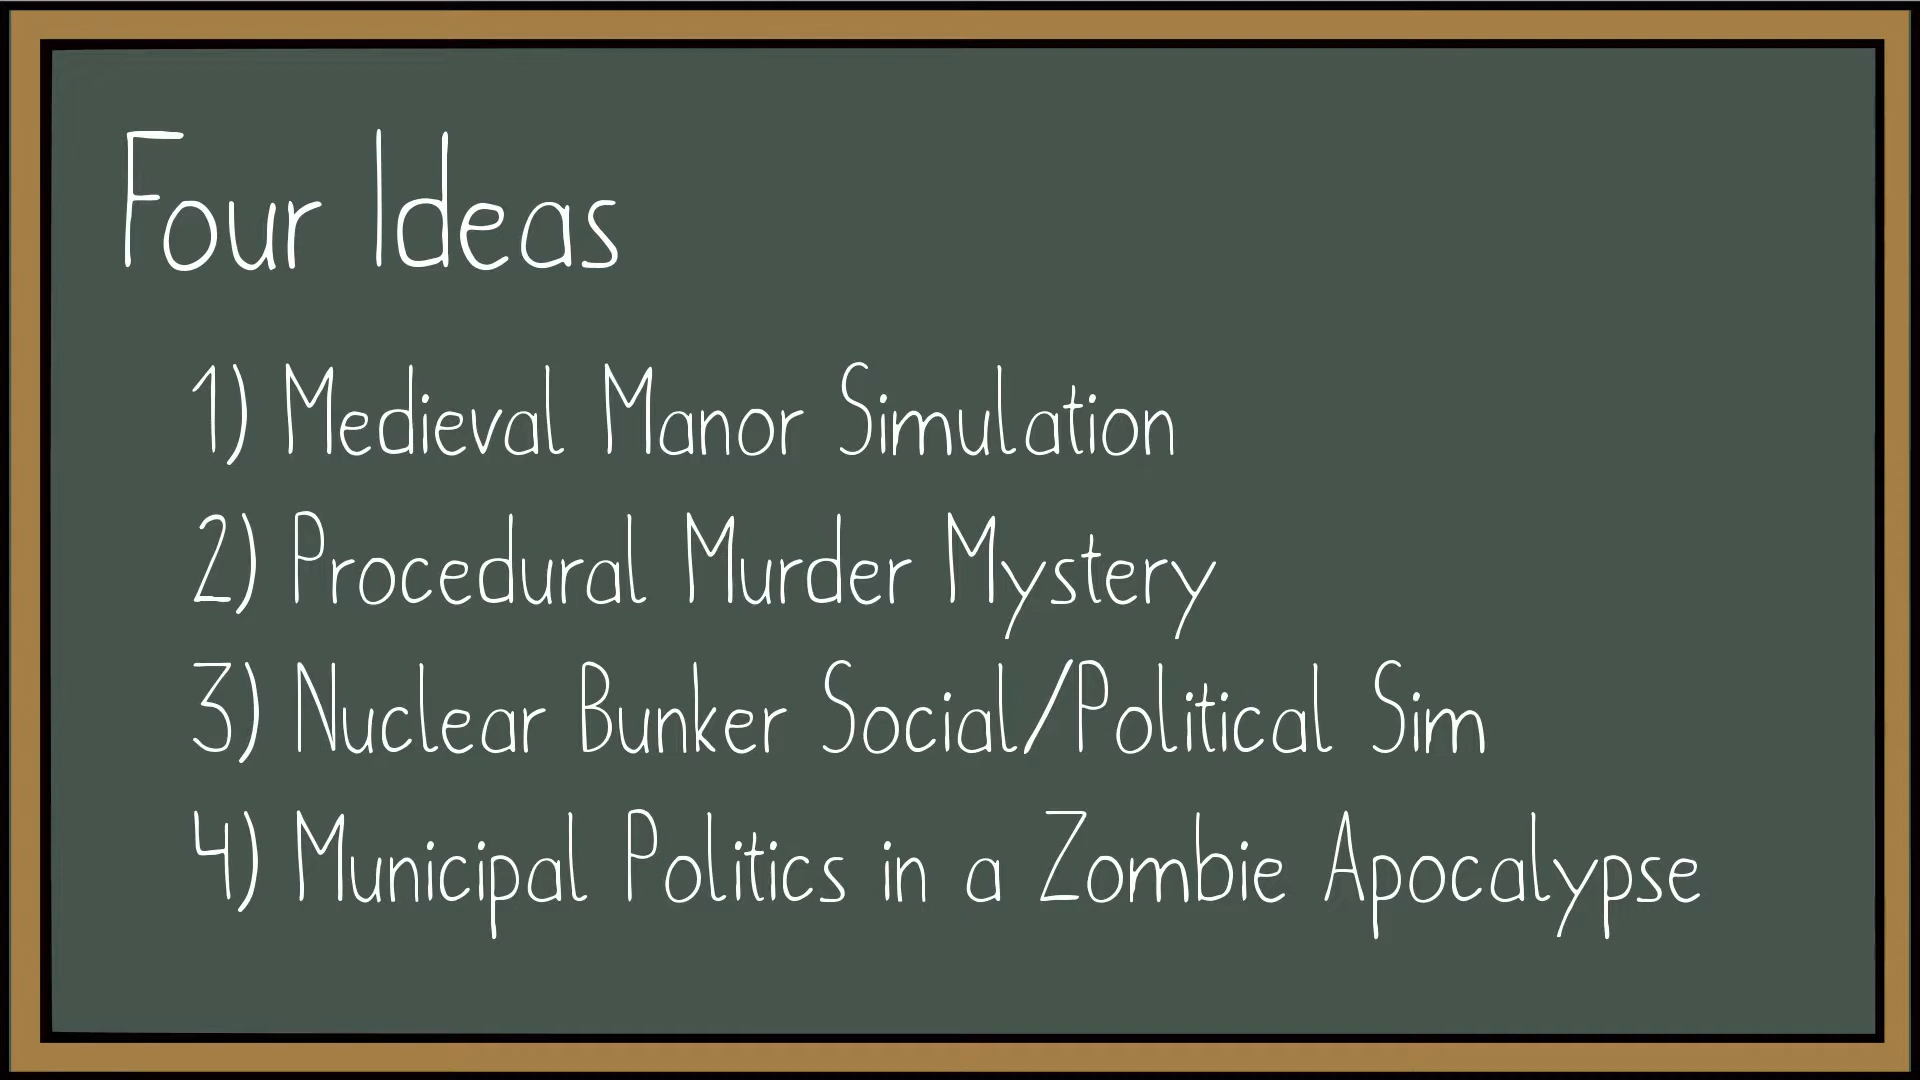 Four Ideas
1) Medieval Manor Simulation
2) Procedural Murder Mystery
3) Nuclear Bunker Social/Political Sim
4) Municipal Politics in a Zombie Apocalypse